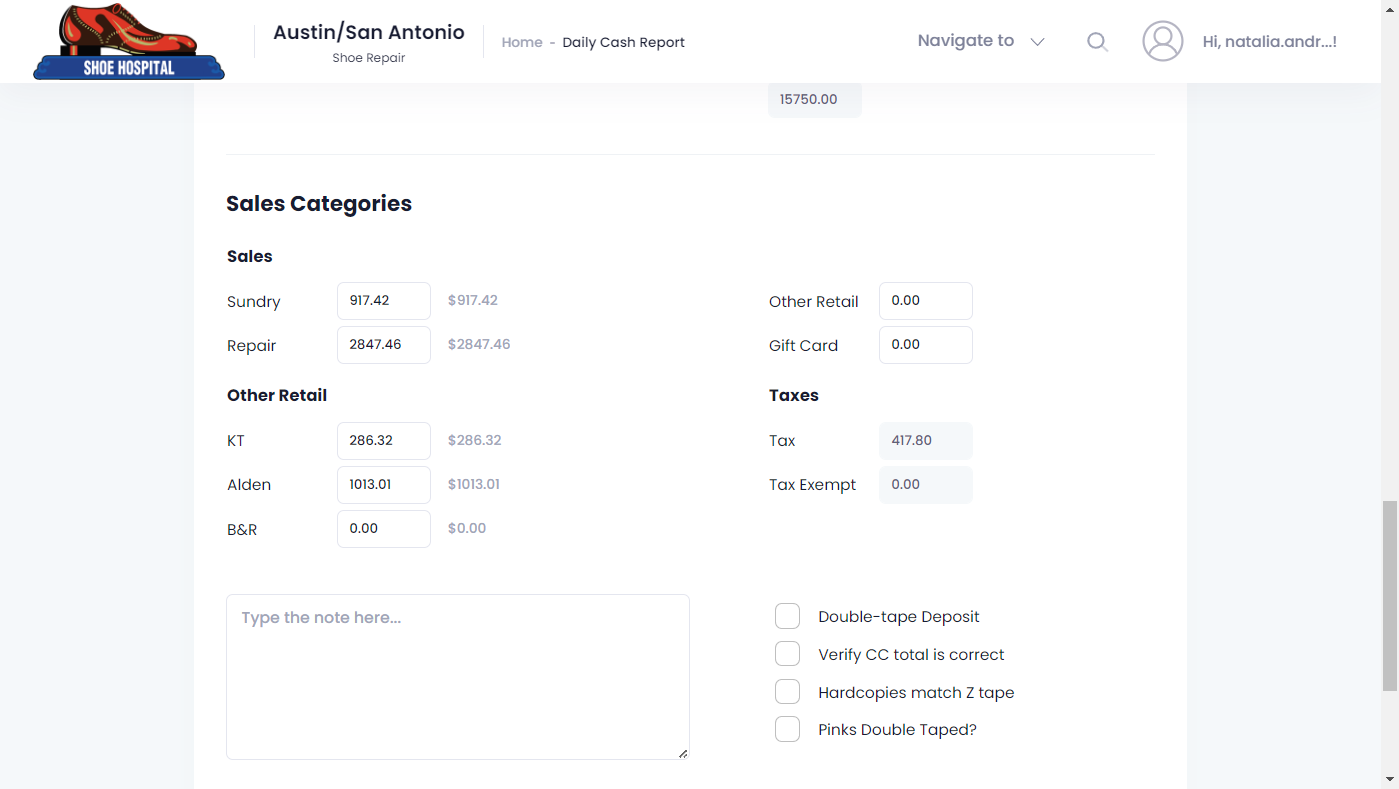 SHOE HOSPITAL
Austin/San Antonio
Shoe Repair
Home - Daily Cash Report
Navigate to
Hi, natalia.andr...!
15750.00
Sales Categories
Sales
Sundry 917.42 $917.42
Other Retail 0.00
Repair 2847.46 $2847.46
Gift Card 0.00
Other Retail
Taxes
KT 286.32 $286.32
Tax 417.80
Alden 1013.01 $1013.01
Tax Exempt 0.00
B&R 0.00 $0.00
Type the note here...
Double-tape Deposit
Verify CC total is correct
Hardcopies match Z tape
Pinks Double Taped?